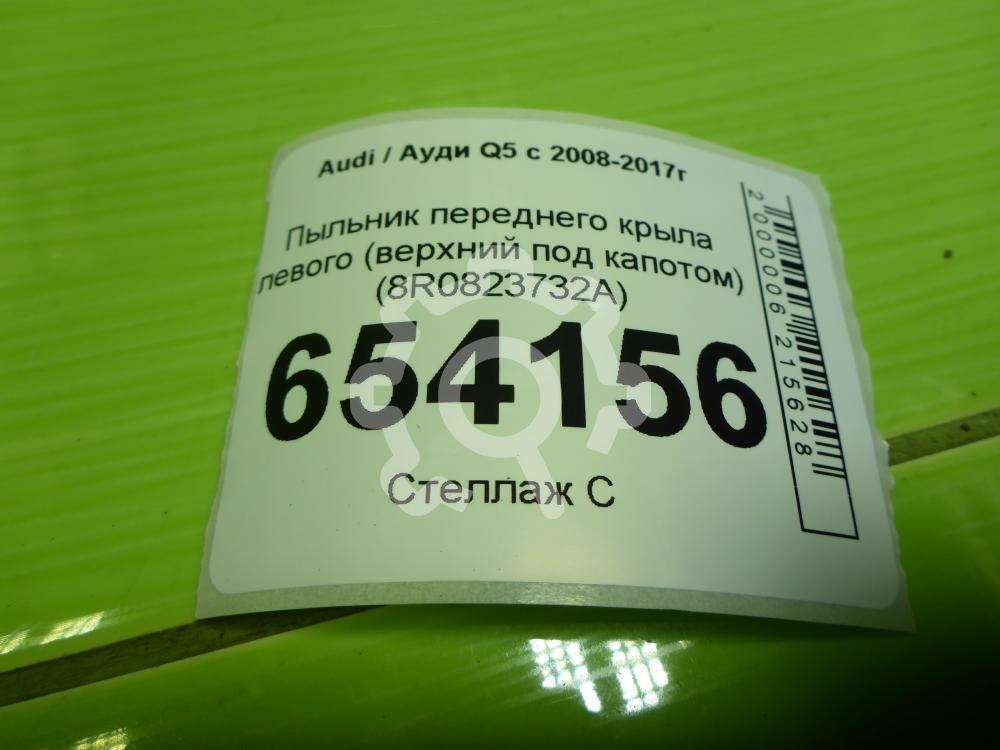 Audi / Ауди Q5 с 2008-2017г
Пыльник переднего крыла
левого (верхний под капотом)
(8R0823732A)
654156
Стеллаж С
2000006215628